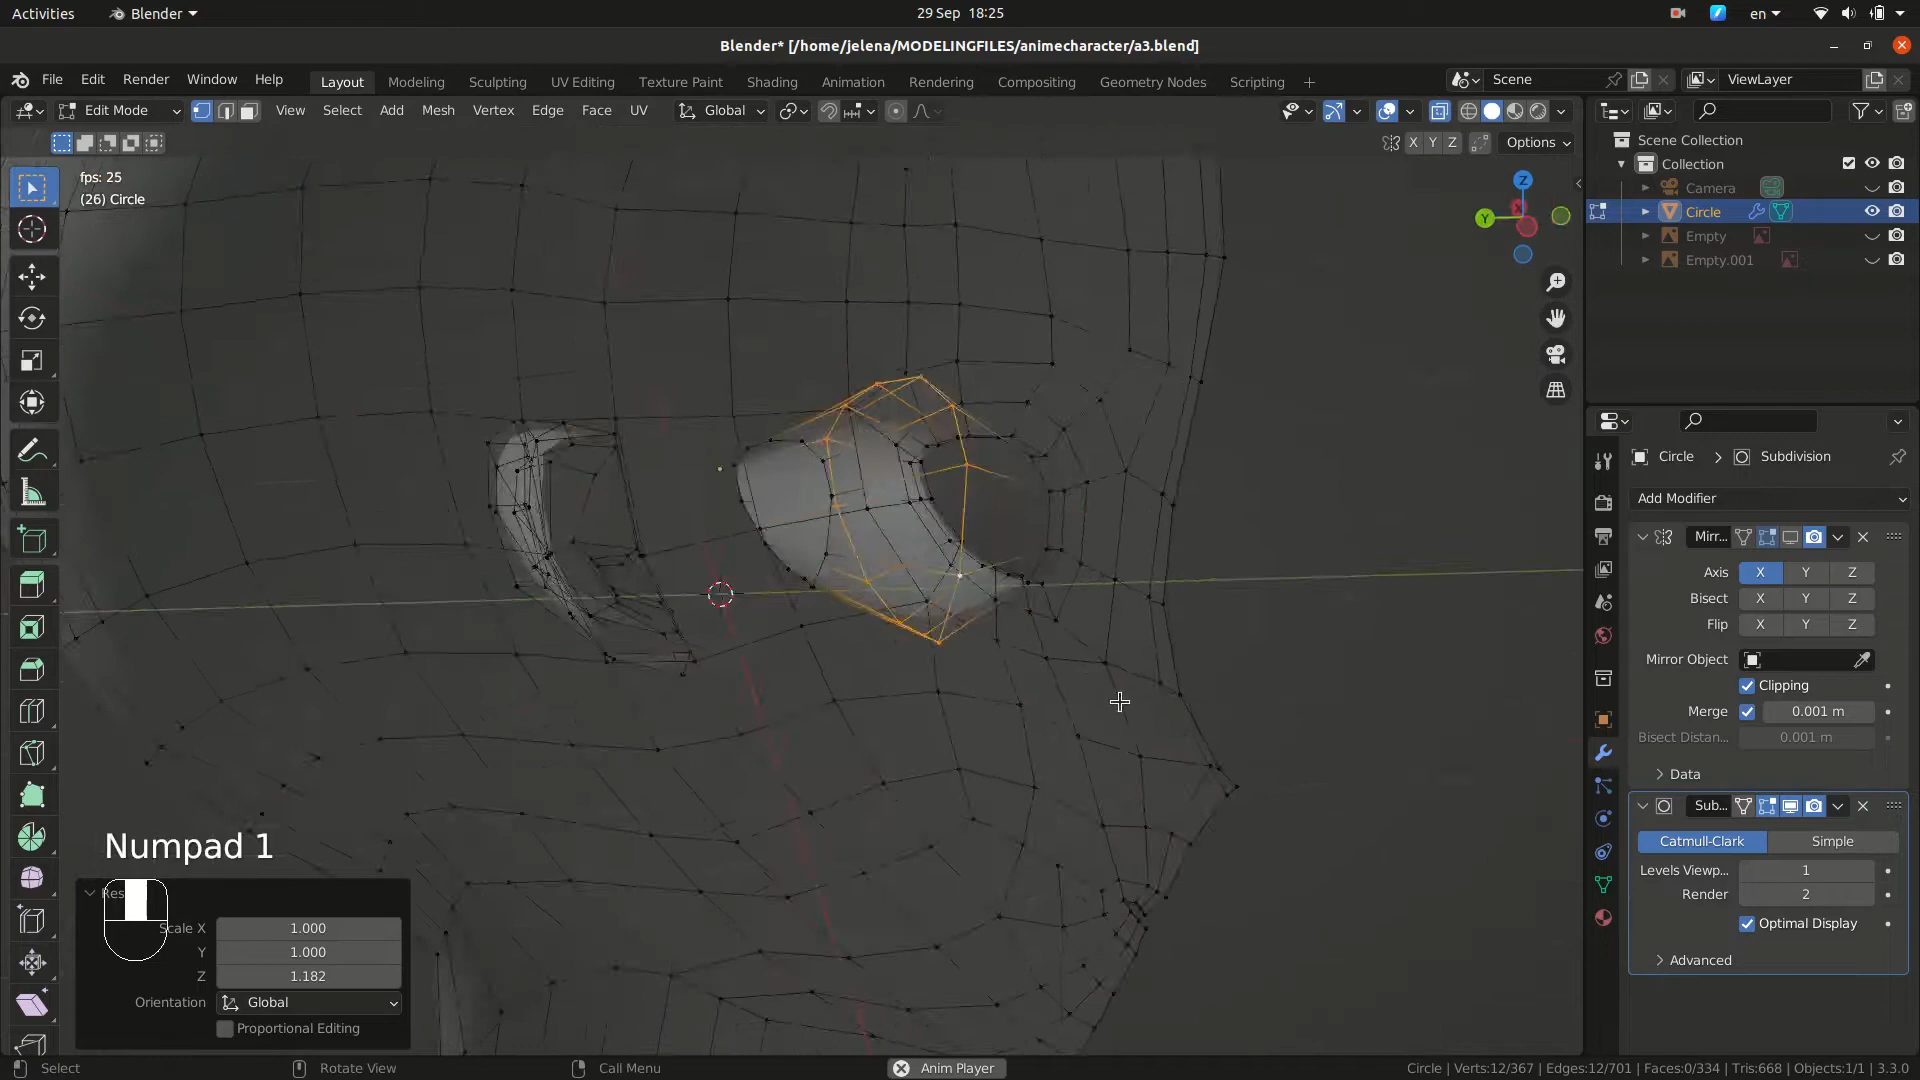 Activities
Blender
29 Sep 18:25
en
Blender* [/home/jelena/MODELINGFILES/animecharacter/a3.blend]
File Edit Render Window Help
Layout Modeling Sculpting UV Editing Texture Paint Shading Animation Rendering Compositing Geometry Nodes Scripting +
Scene
ViewLayer
Edit Mode
View Select Add Mesh Vertex Edge Face UV
Global
X Y Z
Options
fps: 25
(26) Circle
Z
Y
X
Scene Collection
Collection
Camera
Circle
Empty
Empty.001
Circle > Subdivision
Add Modifier
Mirr...
Axis X Y Z
Bisect X Y Z
Flip X Y Z
Mirror Object
Clipping
Merge 0.001 m
Bisect Distan... 0.001 m
Data
Sub...
Catmull-Clark Simple
Levels Viewp... 1
Render 2
Optimal Display
Advanced
Numpad 1
Res
Scale X 1.000
Y 1.000
Z 1.182
Orientation Global
Proportional Editing
Select
Rotate View
Call Menu
Anim Player
Circle | Verts:12/367 | Edges:12/701 | Faces:0/334 | Tris:668 | Objects:1/1 | 3.3.0